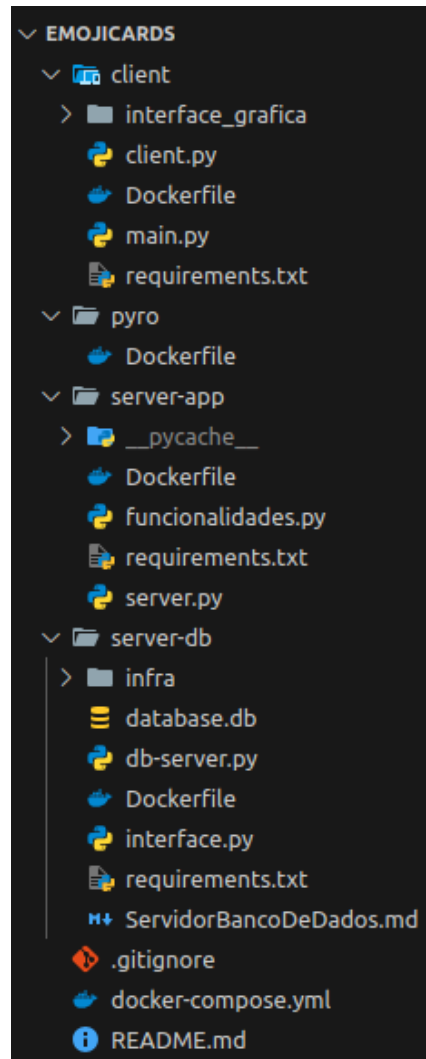 EMOJICARDS
client
interface_grafica
client.py
Dockerfile
main.py
requirements.txt
pyro
Dockerfile
server-app
__pycache__
Dockerfile
funcionalidades.py
requirements.txt
server.py
server-db
infra
database.db
db-server.py
Dockerfile
interface.py
requirements.txt
ServidorBancoDeDados.md
.gitignore
docker-compose.yml
README.md